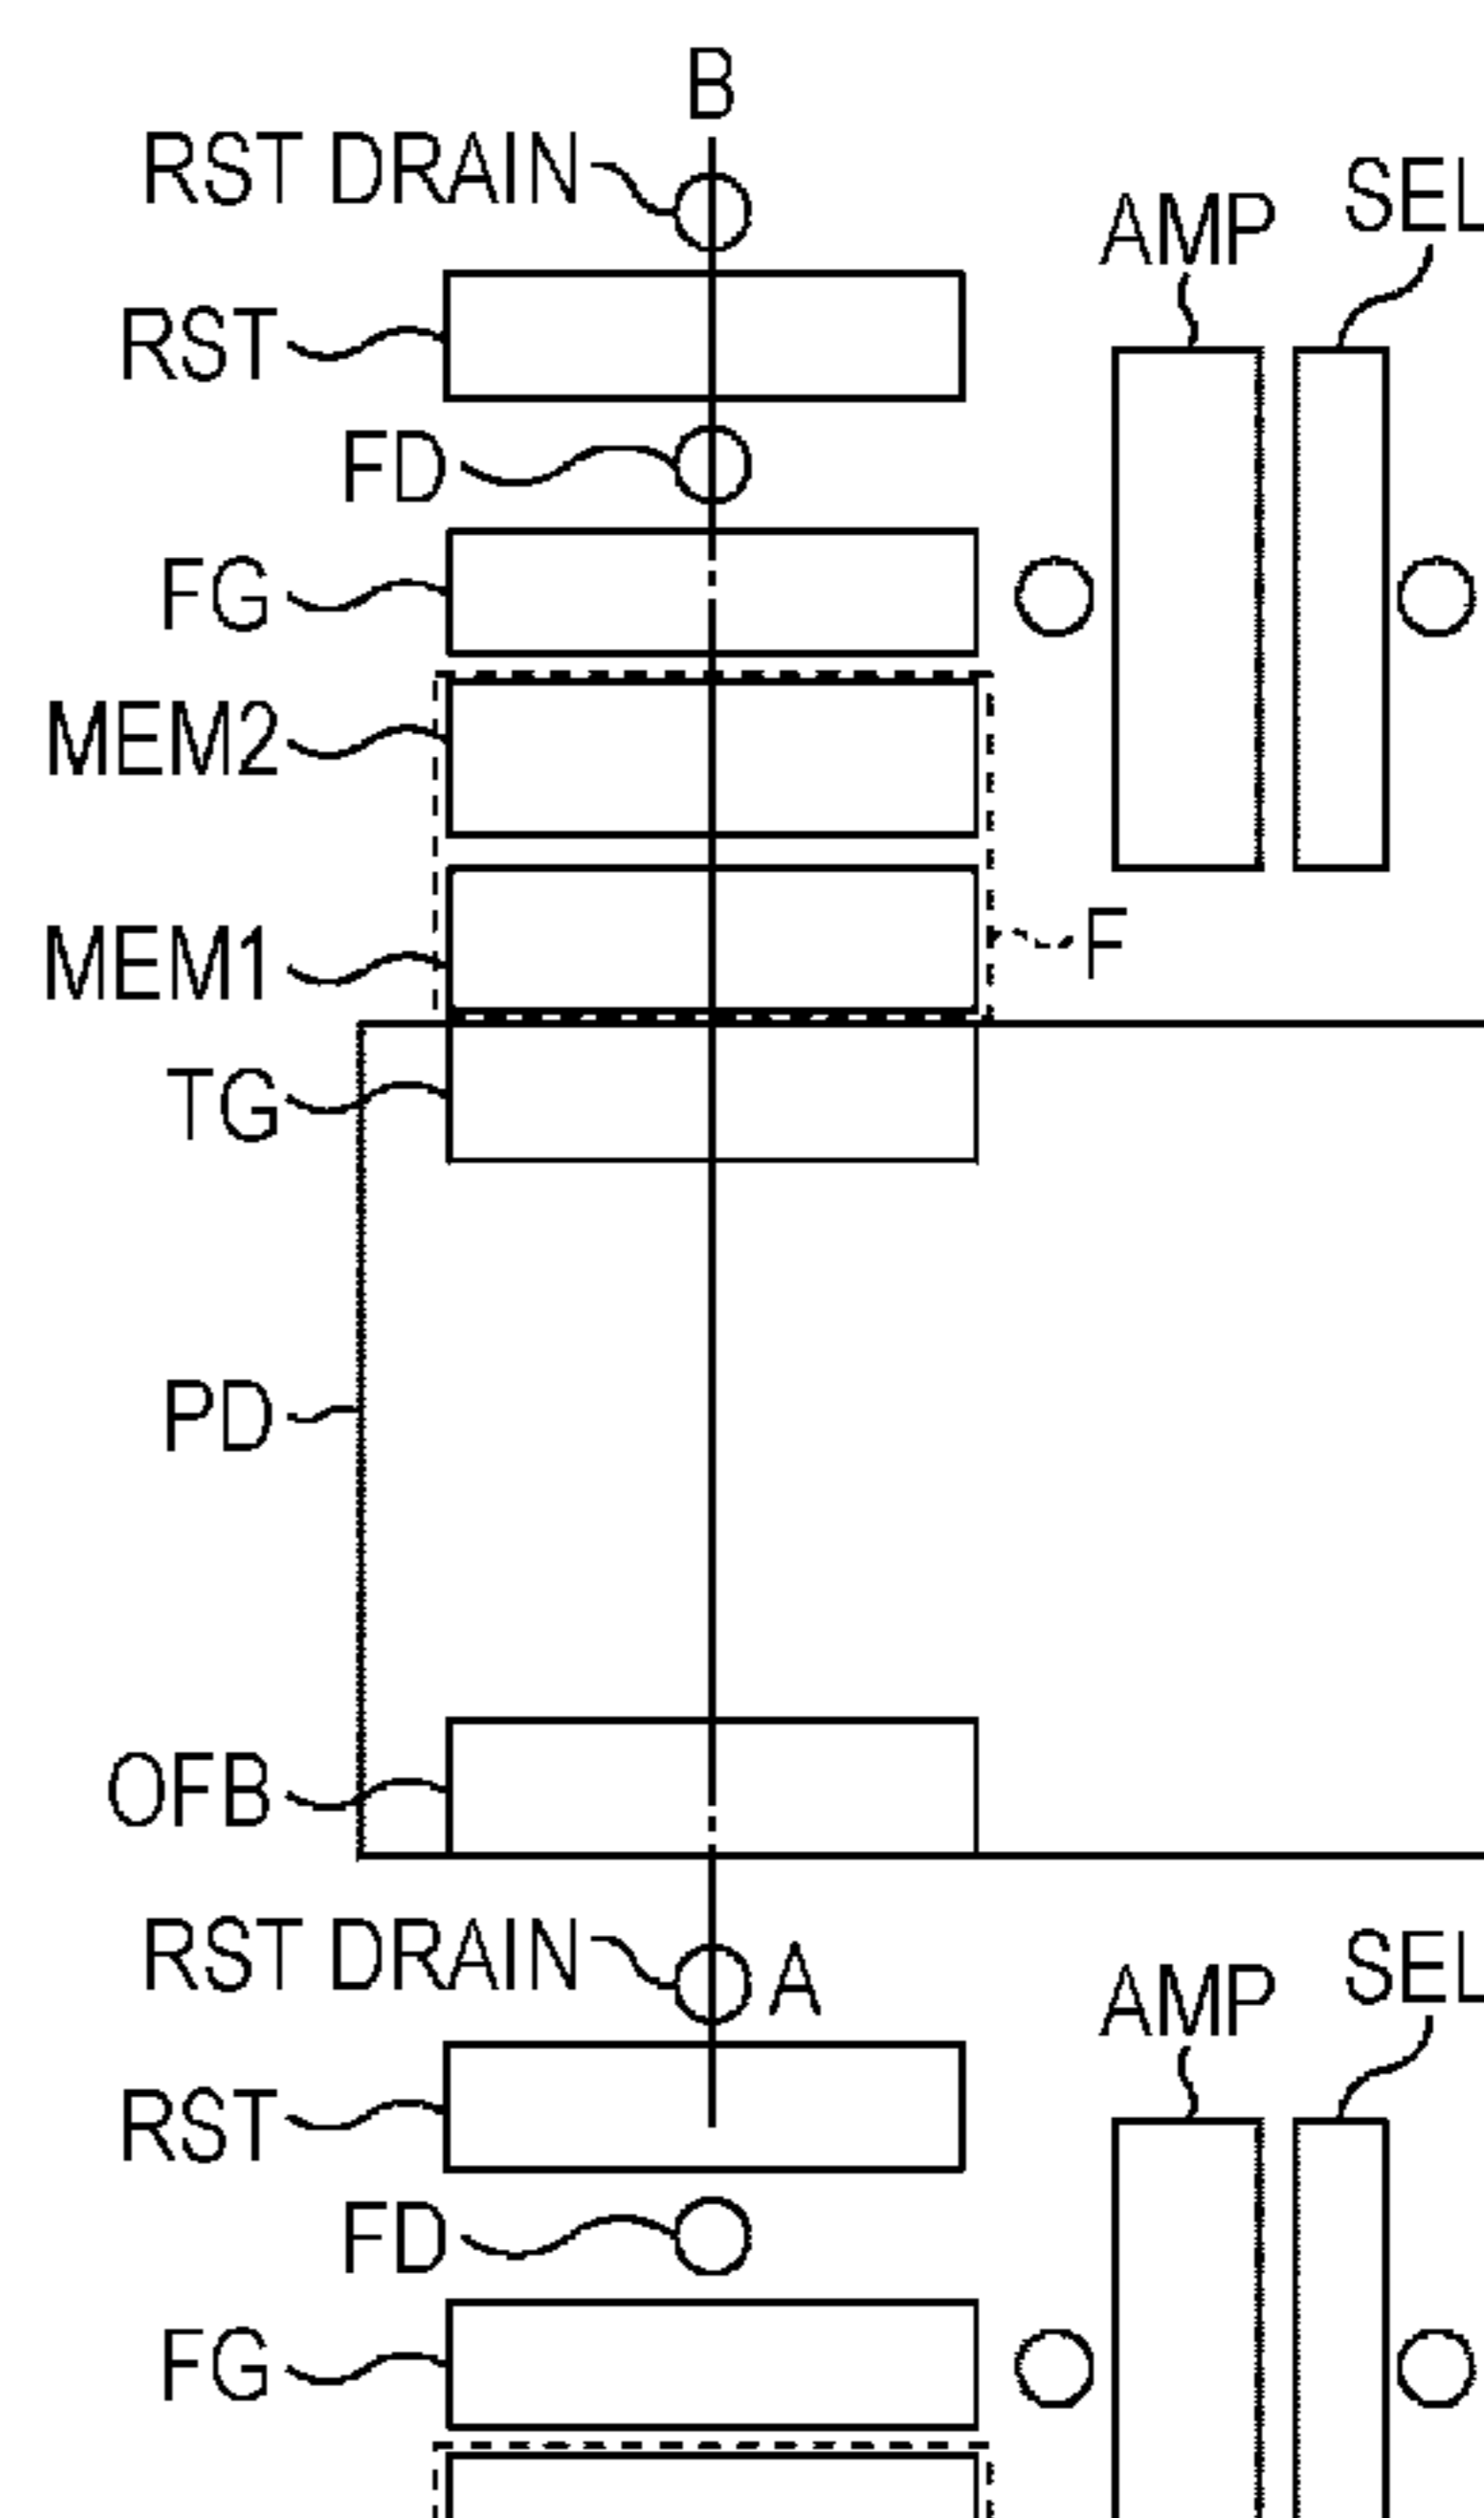 B
RST DRAIN
AMP
SEL
RST
FD
FG
MEM2
MEM1
F
TG
PD
OFB
RST DRAIN
A
AMP
SEL
RST
FD
FG